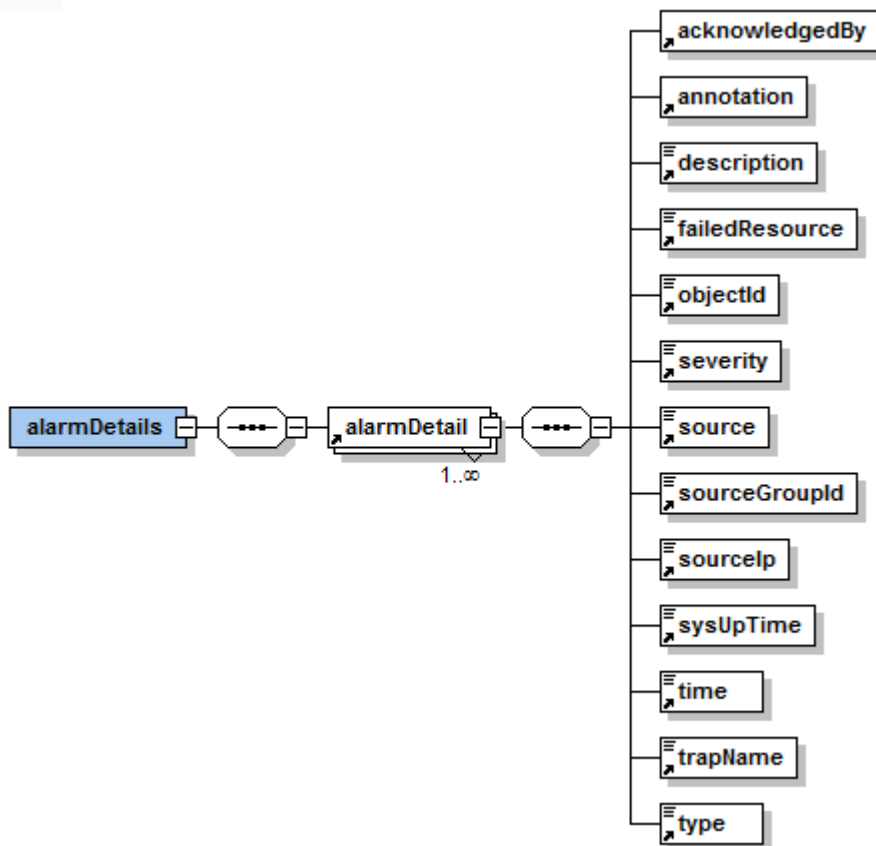 acknowledgedBy
annotation
description
failedResource
objectId
severity
alarmDetails
alarmDetail
1..∞
source
sourceGroupId
sourceIp
sysUpTime
time
trapName
type